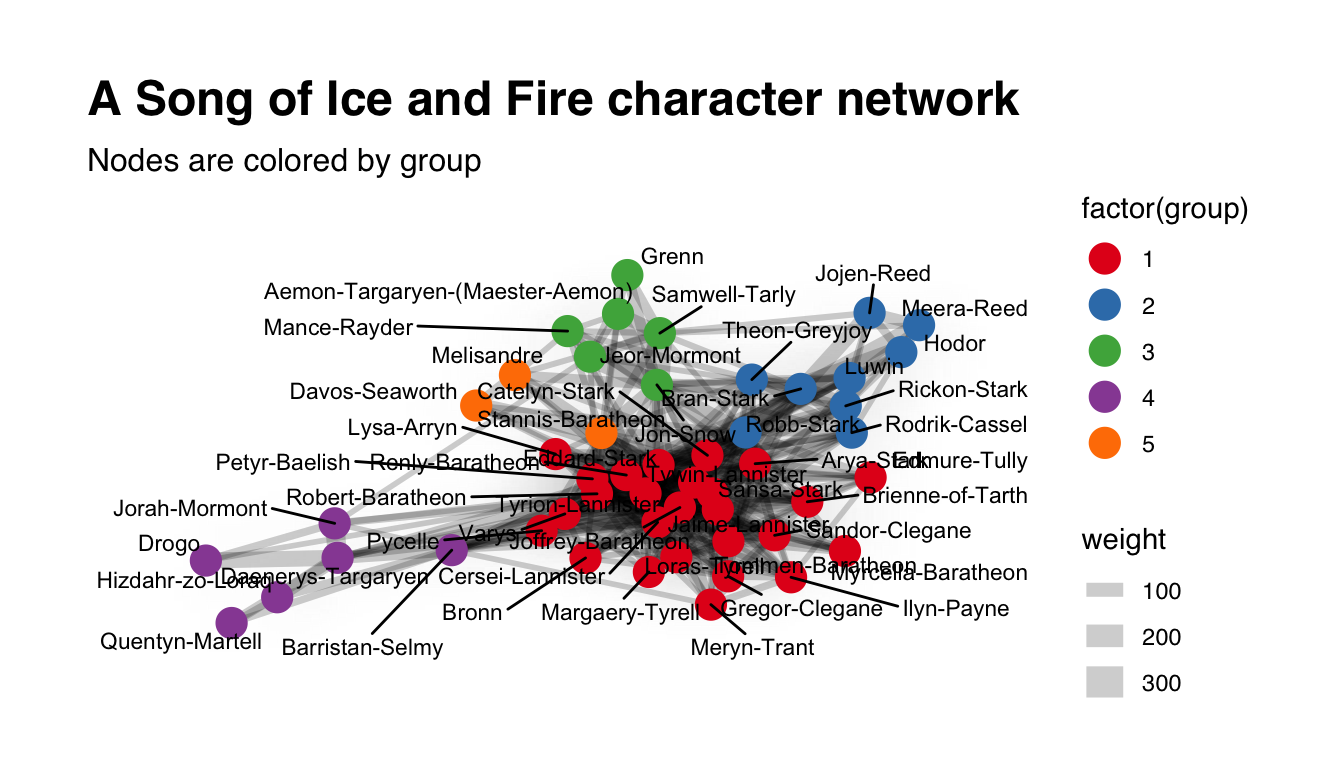 A Song of Ice and Fire character network
Nodes are colored by group
factor(group)
1
2
3
4
5
weight
100
200
300
Grenn
Jojen-Reed
Aemon-Targaryen-(Maester-Aemon)
Samwell-Tarly
Meera-Reed
Mance-Rayder
Theon-Greyjoy
Hodor
Melisandre
Jeor-Mormont
Luwin
Davos-Seaworth
Catelyn-Stark
Bran-Stark
Rickon-Stark
Stannis-Baratheon
Robb-Stark
Rodrik-Cassel
Lysa-Arryn
Jon-Snow
Petyr-Baelish
Ronly-Baratheon
Eddard-Stark
Arya-Stark
Edmure-Tully
Tywin-Lannister
Sansa-Stark
Robert-Baratheon
Brienne-of-Tarth
Jorah-Mormont
Tyrion-Lannister
Jaime-Lannister
Sandor-Clegane
Drogo
Pycelle
Varys
Joffrey-Baratheon
Loras-Tyrell
Tommen-Baratheon
Myrcella-Baratheon
Hizdahr-zo-Loraq
Daenerys-Targaryen
Cersei-Lannister
Bronn
Margaery-Tyrell
Gregor-Clegane
Ilyn-Payne
Quentyn-Martell
Barristan-Selmy
Meryn-Trant